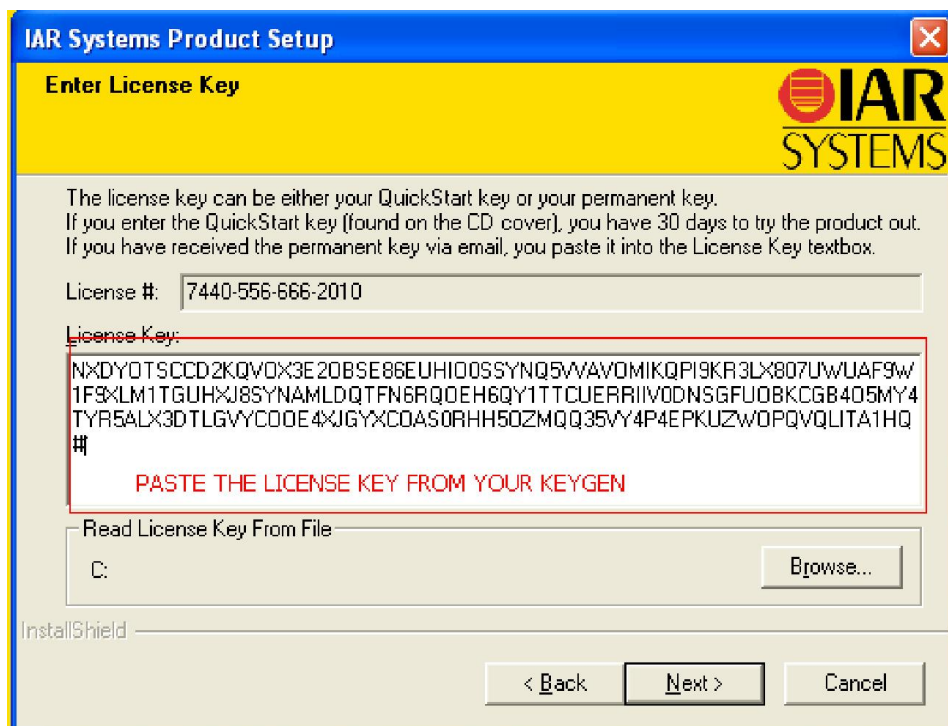 IAR Systems Product Setup
Enter License Key
IAR
SYSTEMS
The license key can be either your QuickStart key or your permanent key.
If you enter the QuickStart key (found on the CD cover), you have 30 days to try the product out.
If you have received the permanent key via email, you paste it into the License Key textbox.
License #: 7440-556-666-2010
License Key:
#
PASTE THE LICENSE KEY FROM YOUR KEYGEN
Read License Key From File
C:
Browse...
InstallShield
< Back Next > Cancel